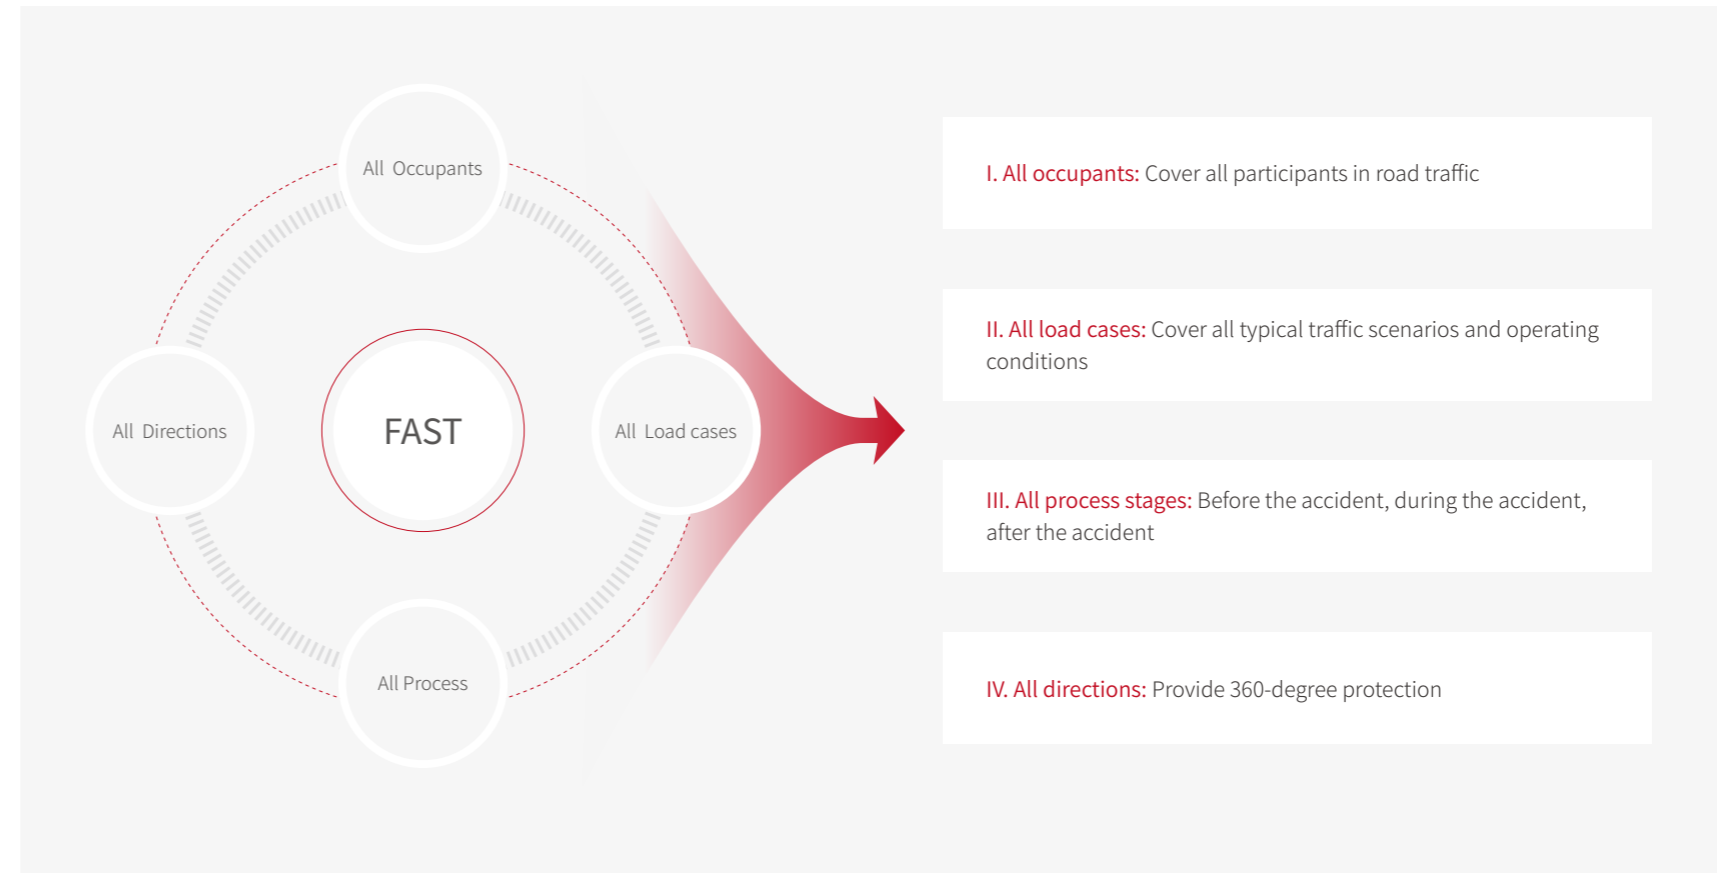 All Occupants
All Directions
FAST
All Load cases
All Process
I. All occupants: Cover all participants in road traffic
II. All load cases: Cover all typical traffic scenarios and operating
conditions
III. All process stages: Before the accident, during the accident,
after the accident
IV. All directions: Provide 360-degree protection